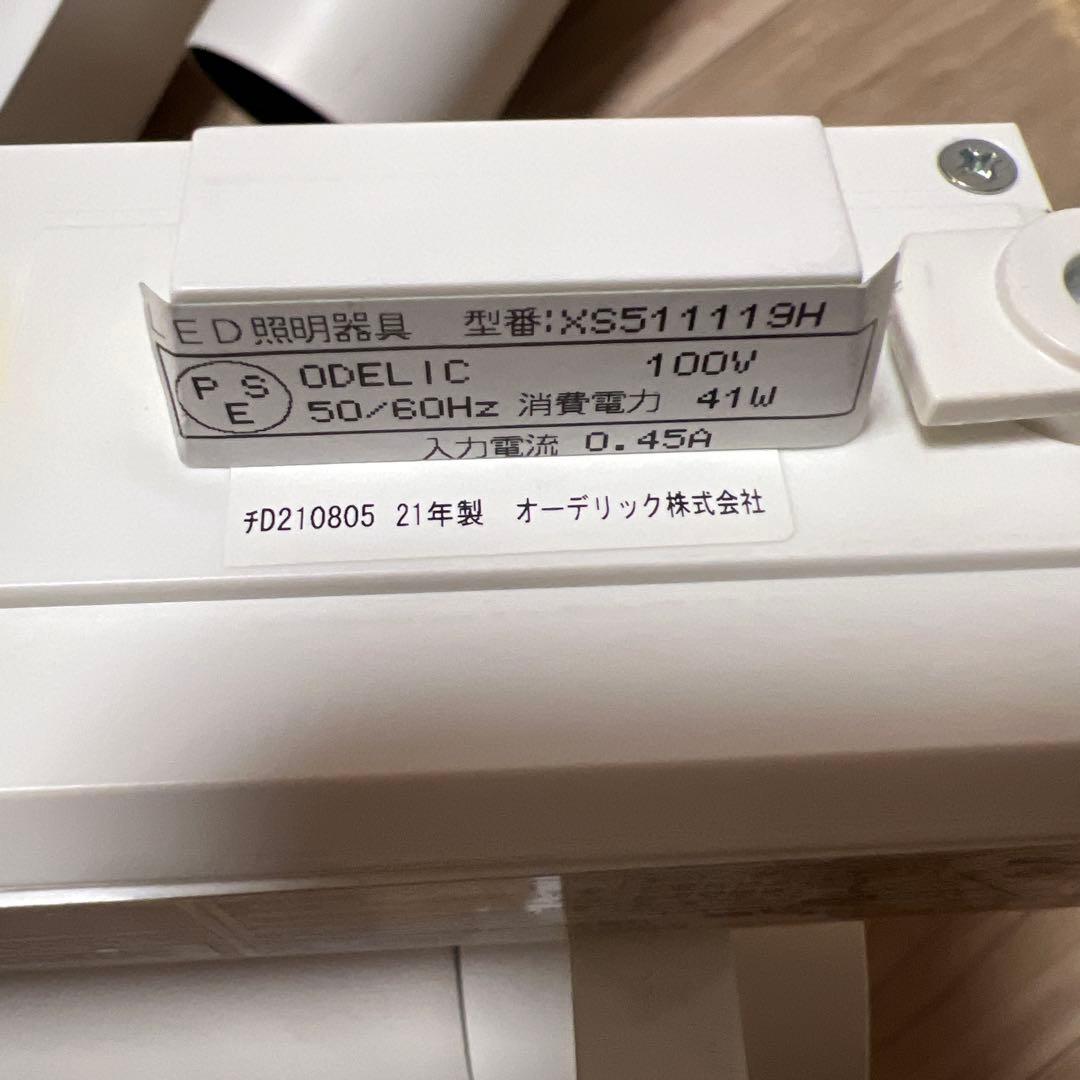 LED照明器具 型番:XS511119H
PSE ODELIC 100V
50/60Hz 消費電力 41W
入力電流 0.45A
ﾁD210805 21年製 オーデリック株式会社